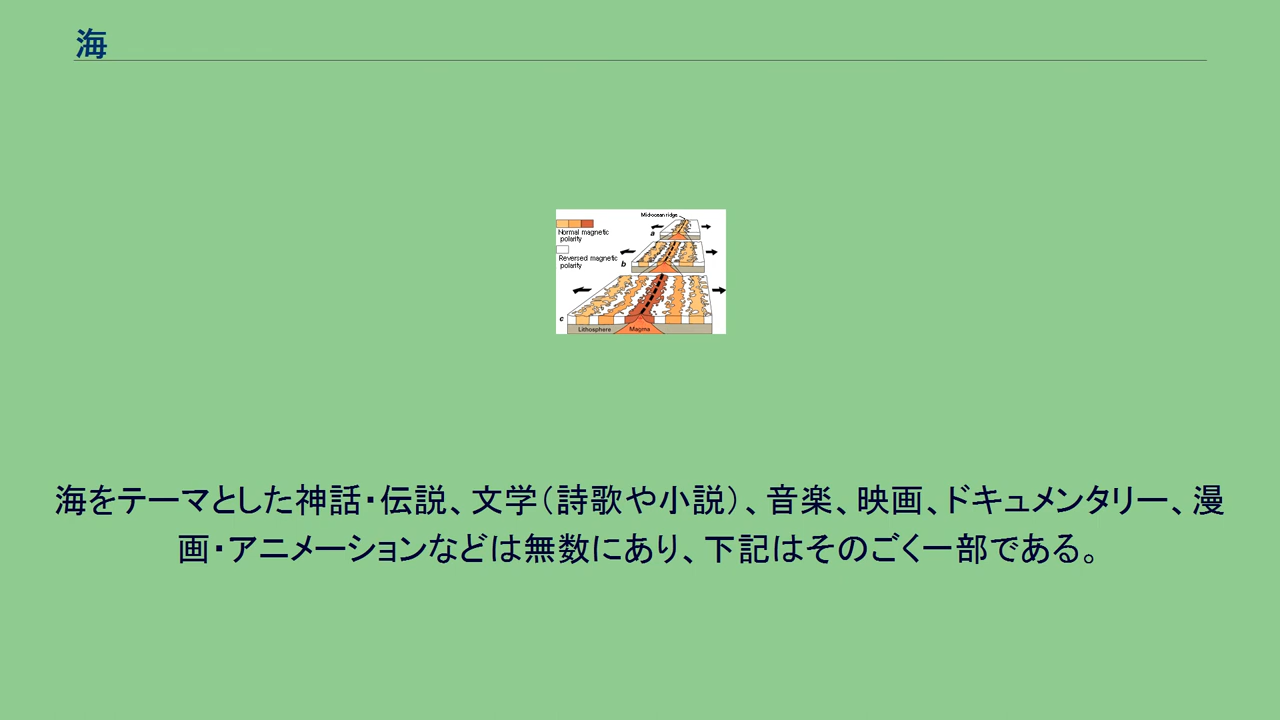 海
Mid-ocean ridge
Normal magnetic
polarity
a
Reversed magnetic
polarity
b
c
Lithosphere
Magma
海をテーマとした神話・伝説、文学（詩歌や小説）、音楽、映画、ドキュメンタリー、漫
画・アニメーションなどは無数にあり、下記はそのごく一部である。